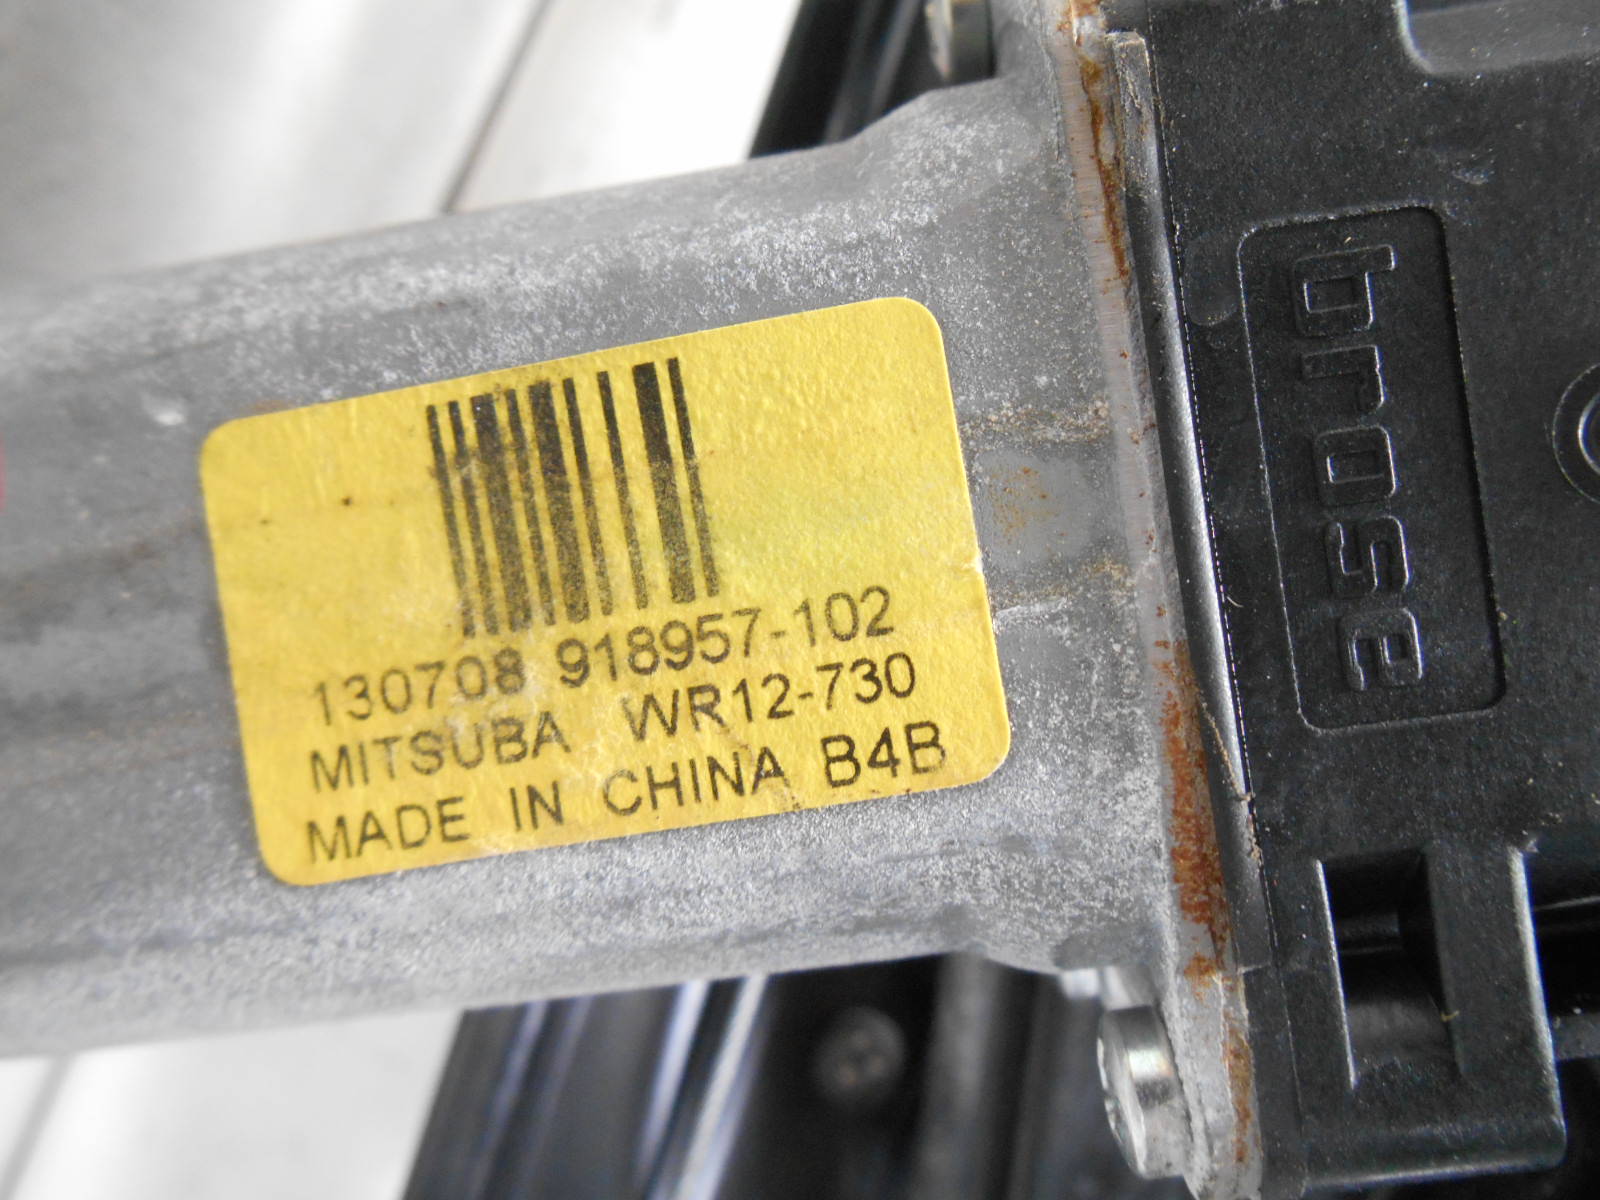 130708 918957-102
MITSUBA WR12-730
MADE IN CHINA B4B
brose